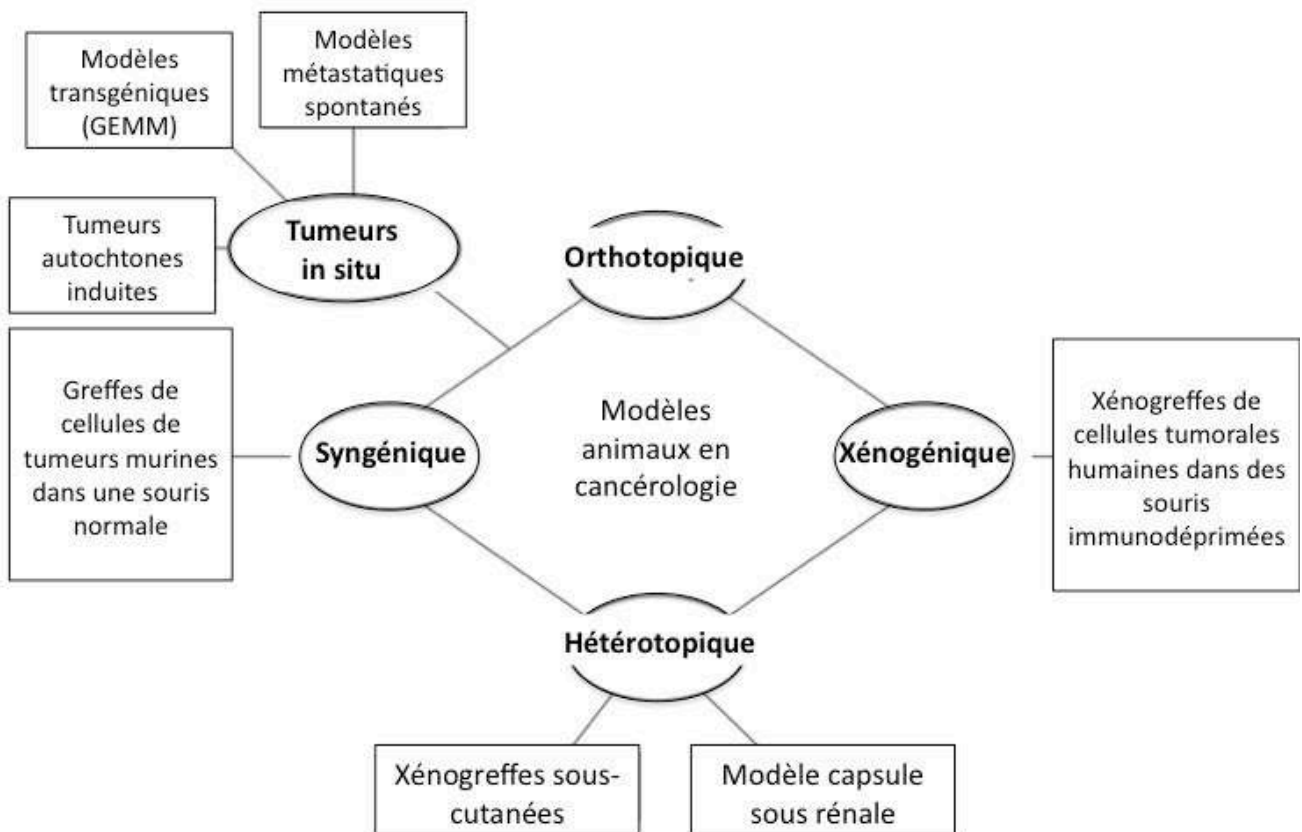 Modèles
transgéniques
(GEMM)
Modèles
métastatiques
spontanés
Tumeurs
autochtones
induites
Tumeurs
in situ
Orthotopique
Greffes de
cellules de
tumeurs murines
dans une souris
normale
Syngénique
Modèles
animaux en
cancérologie
Xénogénique
Xénogreffes de
cellules tumorales
humaines dans des
souris
immunodéprimées
Hétérotopique
Xénogreffes sous-
cutanées
Modèle capsule
sous rénale